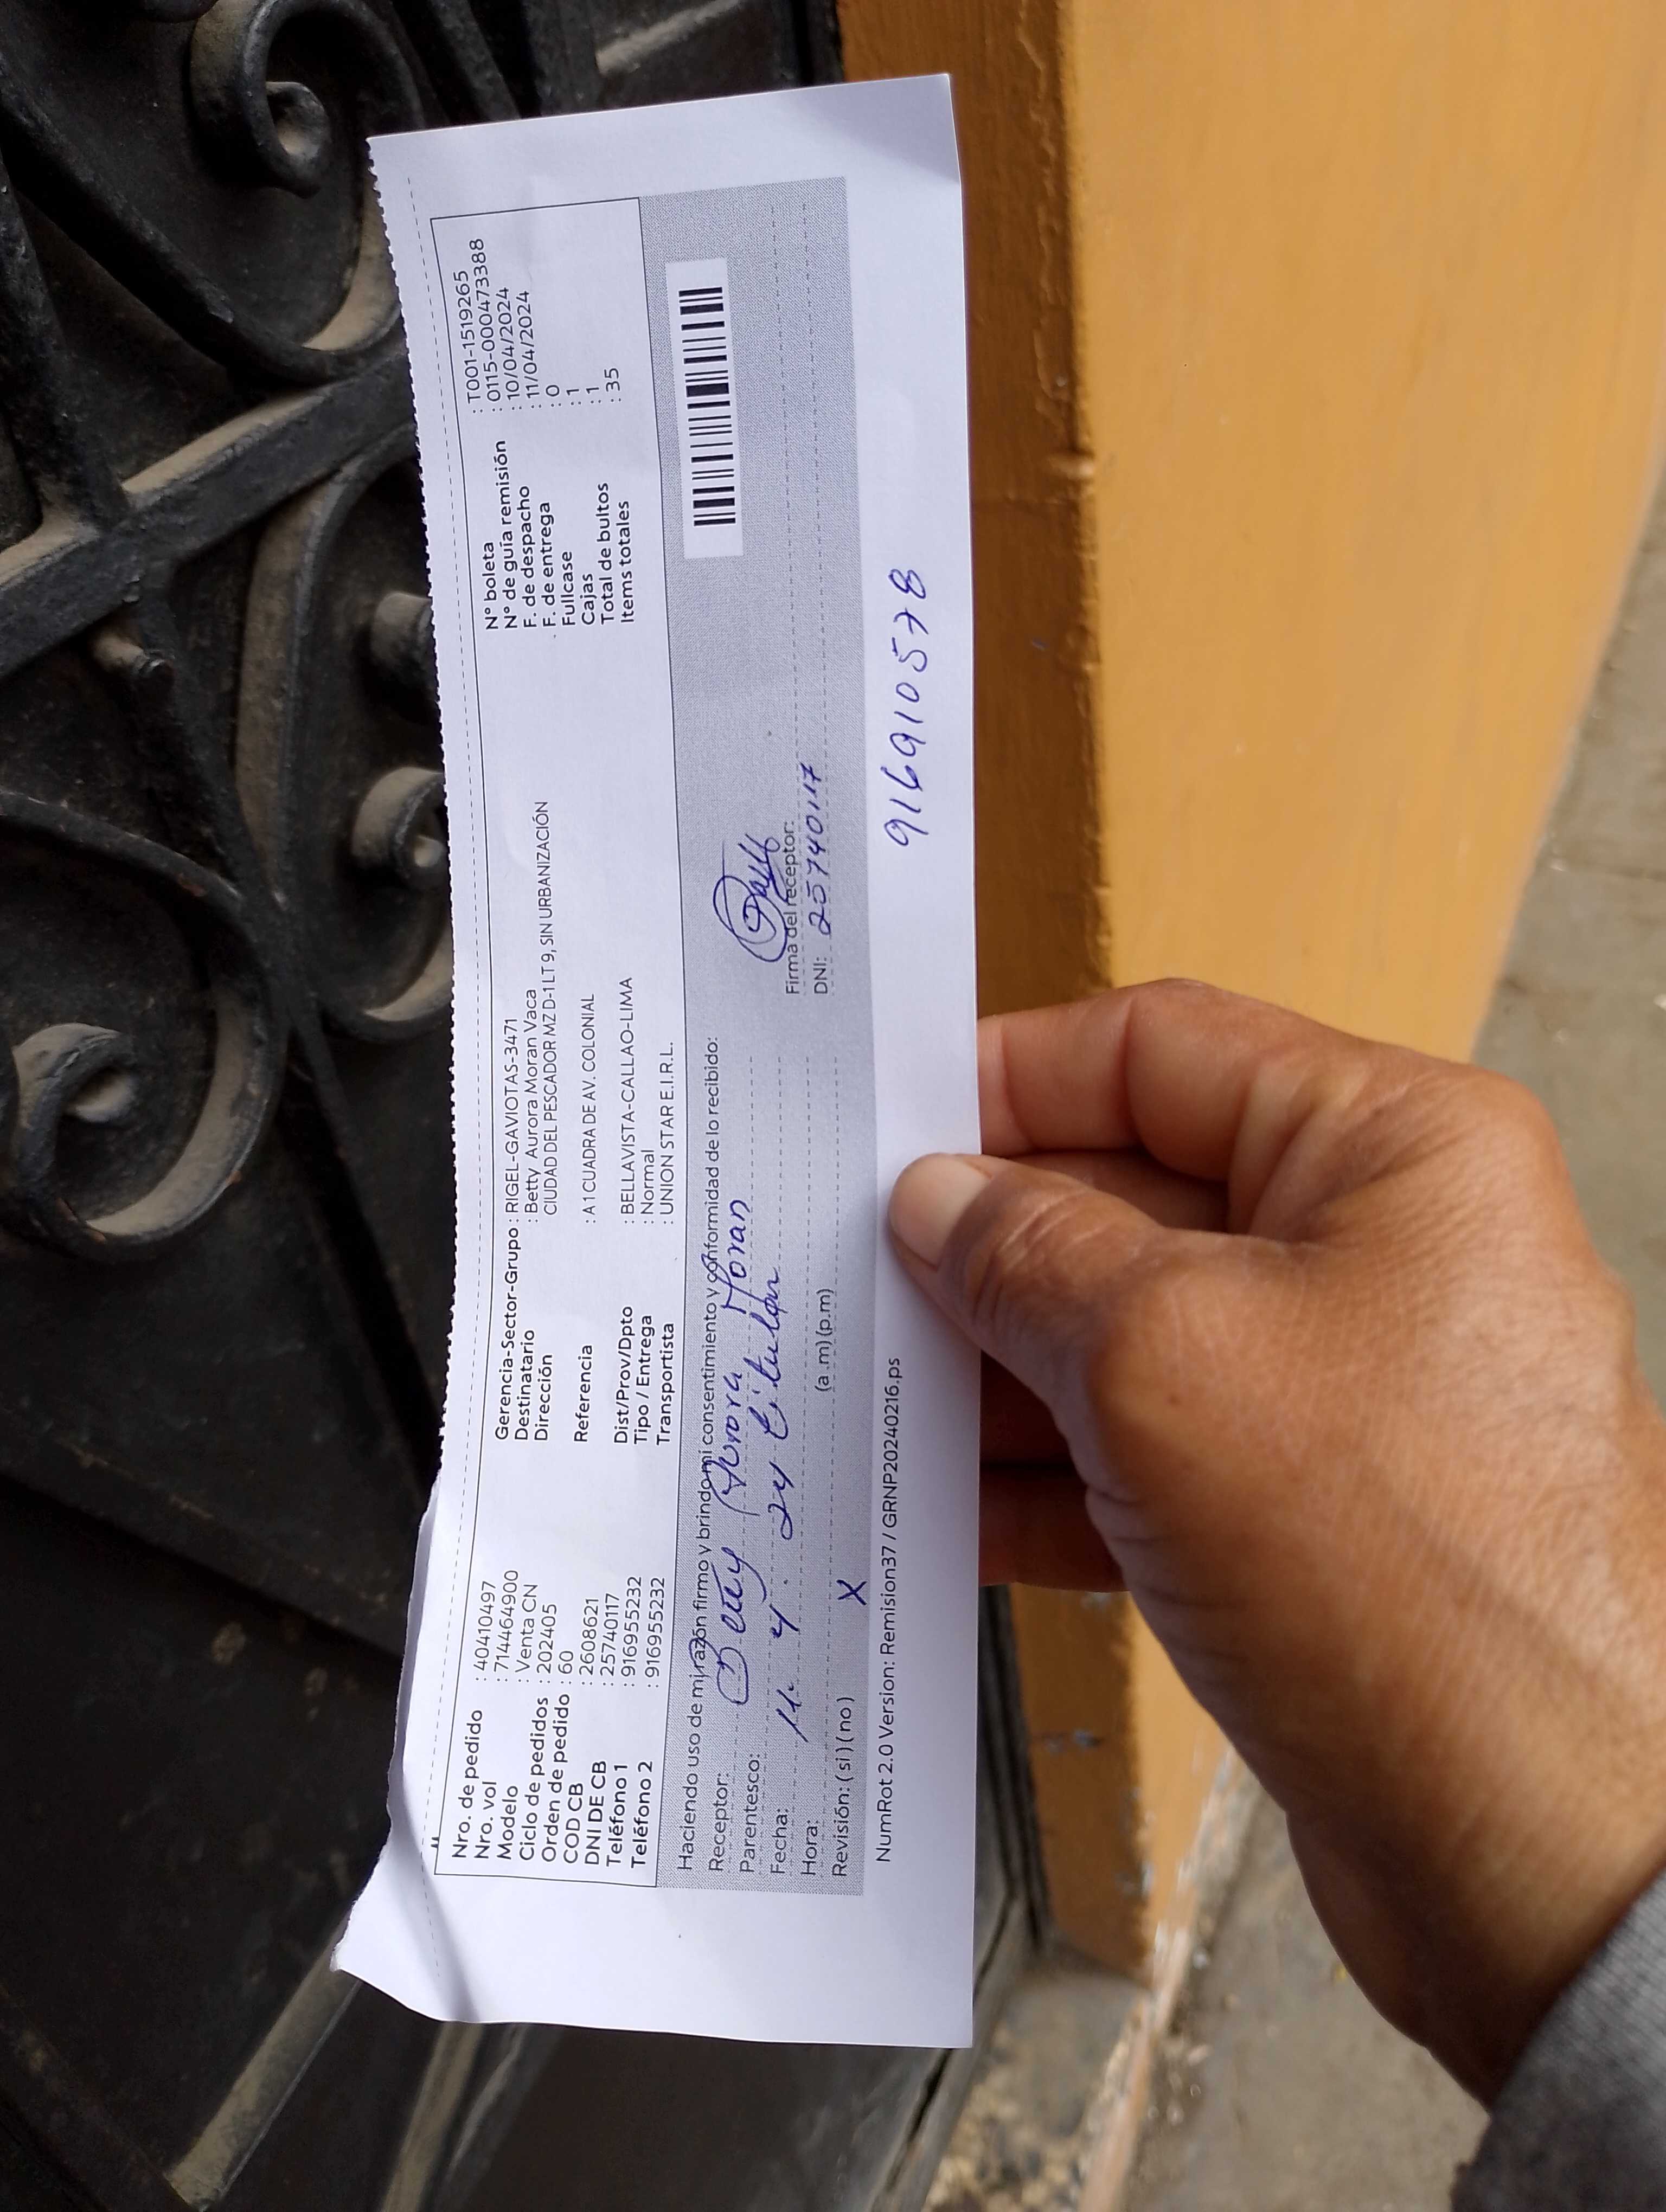 Nro. de pedido : 40410497
Nro. vol : 714464900
Modelo : Venta CN
Ciclo de pedidos : 202405
Orden de pedido : 60
COD CB : 2608621
DNI DE CB : 25740117
Teléfono 1 : 916955232
Teléfono 2 : 916955232
Gerencia-Sector-Grupo : RIGEL-GAVIOTAS-3471
Destinatario : Betty Aurora Moran Vaca
Dirección CIUDAD DEL PESCADOR MZ D-1 LT 9, SIN URBANIZACIÓN
Referencia : A 1 CUADRA DE AV. COLONIAL
Dist/Prov/Dpto : BELLAVISTA-CALLAO-LIMA
Tipo / Entrega : Normal
Transportista : UNION STAR E.I.R.L.
N° boleta : T001-1519265
N° de guía remisión : 0115-000473388
F. de despacho : 10/04/2024
F. de entrega : 11/04/2024
Fullcase : 0
Cajas : 1
Total de bultos : 1
Items totales : 35
Haciendo uso de mi razón firmo y brindo mi consentimiento y conformidad de lo recibido:
Receptor: Betty Aurora Moran
Parentesco: titular
Fecha: 11. 4. 24
Hora: (a.m) (p.m)
Revisión: (si) (no) X
Firma del receptor:
DNI: 25740117
NumRot 2.0 Version: Remision37 / GRNP20240216.ps
916910578